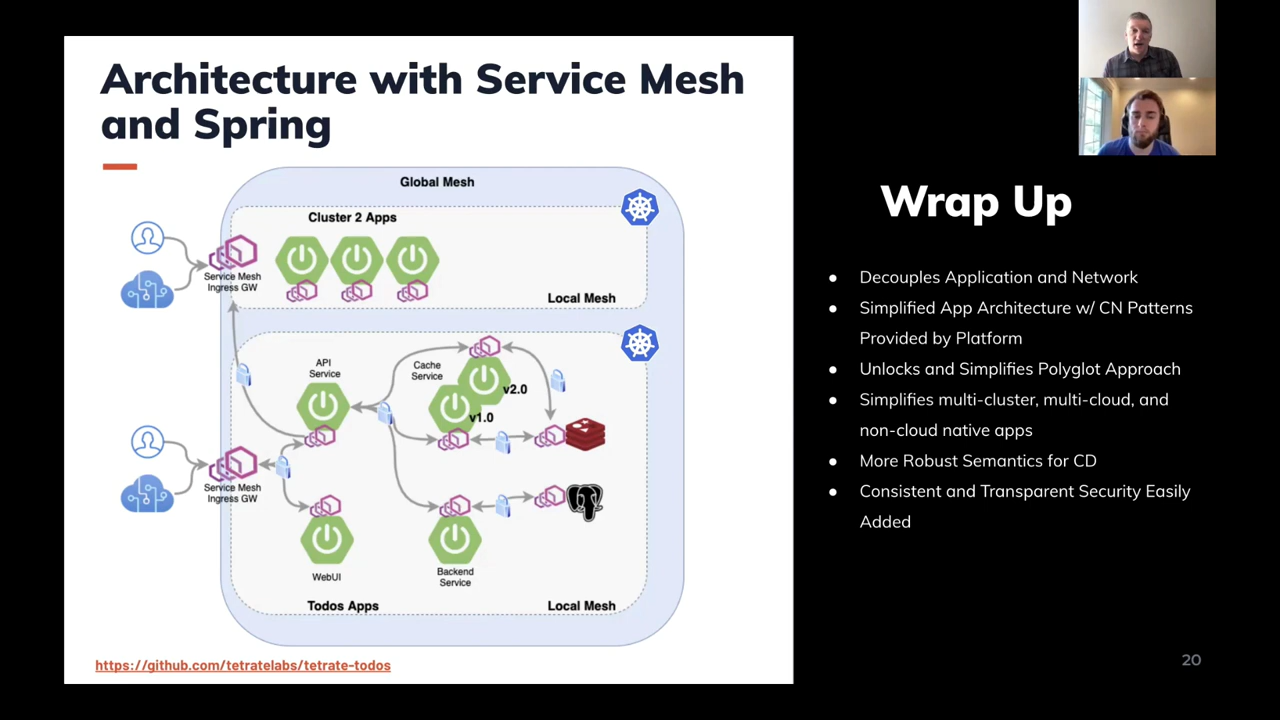 Architecture with Service Mesh
and Spring
Global Mesh
Cluster 2 Apps
Service Mesh
Ingress GW
Local Mesh
API
Service
Cache
Service
v2.0
v1.0
Service Mesh
Ingress GW
WebUI
Backend
Service
Todos Apps
Local Mesh
https://github.com/tetratelabs/tetrate-todos
Wrap Up
● Decouples Application and Network
● Simplified App Architecture w/ CN Patterns
Provided by Platform
● Unlocks and Simplifies Polyglot Approach
● Simplifies multi-cluster, multi-cloud, and
non-cloud native apps
● More Robust Semantics for CD
● Consistent and Transparent Security Easily
Added
20